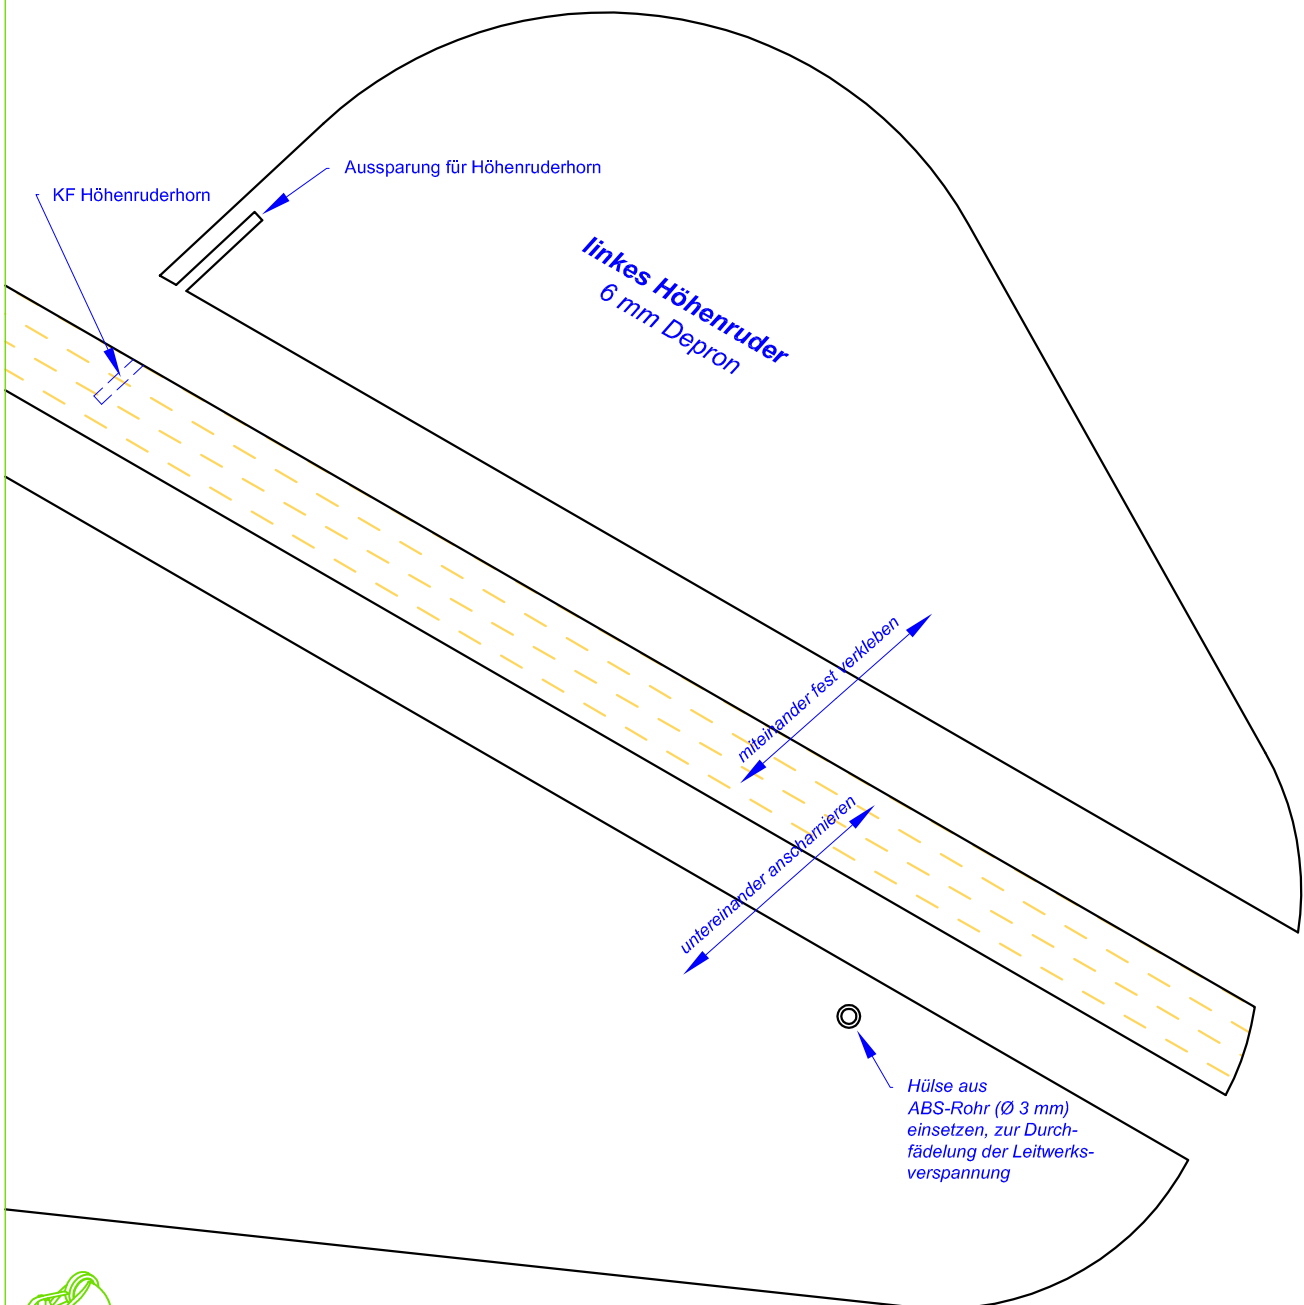 Aussparung für Höhenruderhorn
KF Höhenruderhorn
linkes Höhenruder
6 mm Depron
miteinander fest verkleben
untereinander anscharnieren
Hülse aus
ABS-Rohr (Ø 3 mm)
einsetzen, zur Durch-
fädelung der Leitwerks-
verspannung